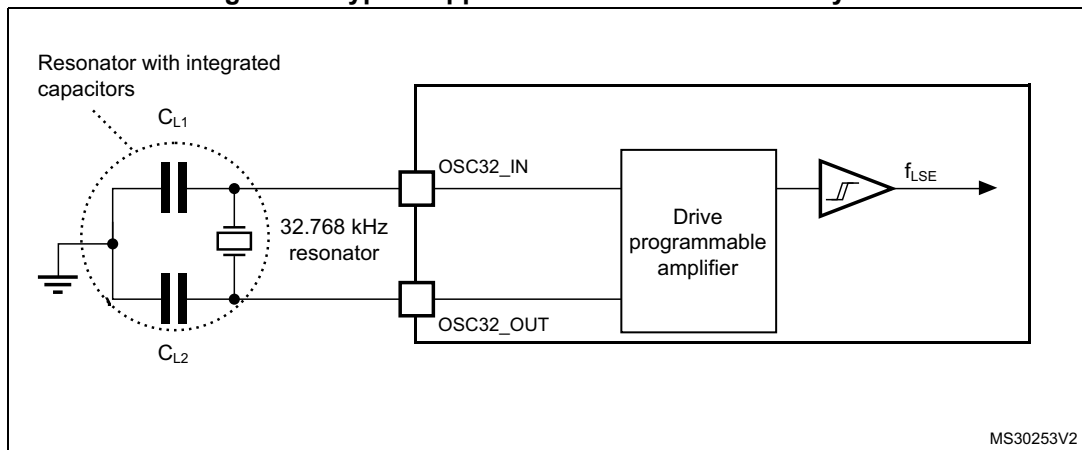 Resonator with integrated
capacitors
CL1
OSC32_IN
fLSE
32.768 kHz
resonator
Drive
programmable
amplifier
OSC32_OUT
CL2
MS30253V2